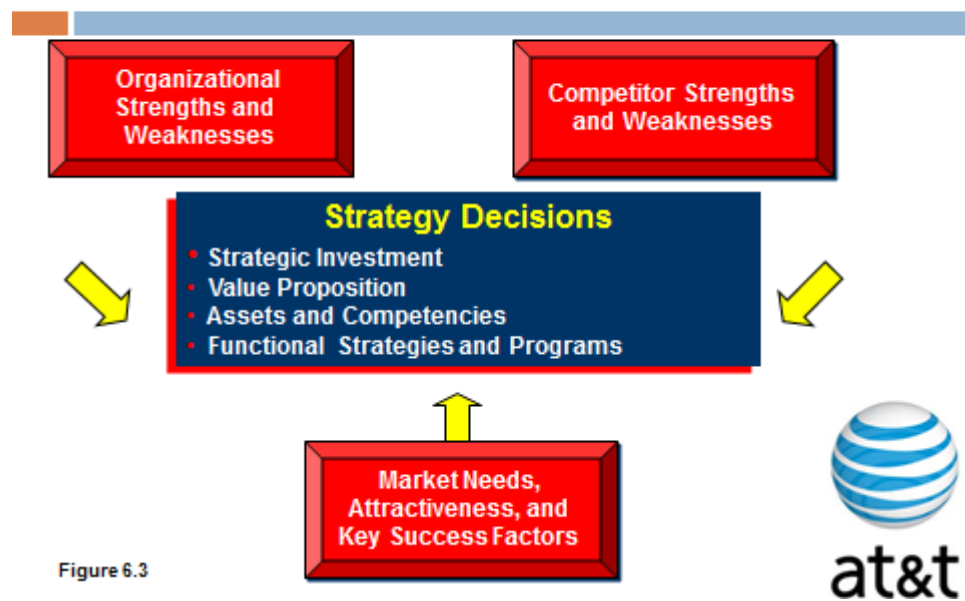 Organizational
Strengths and
Weaknesses
Competitor Strengths
and Weaknesses
Strategy Decisions
• Strategic Investment
• Value Proposition
• Assets and Competencies
• Functional Strategies and Programs
Market Needs,
Attractiveness, and
Key Success Factors
Figure 6.3
at&t